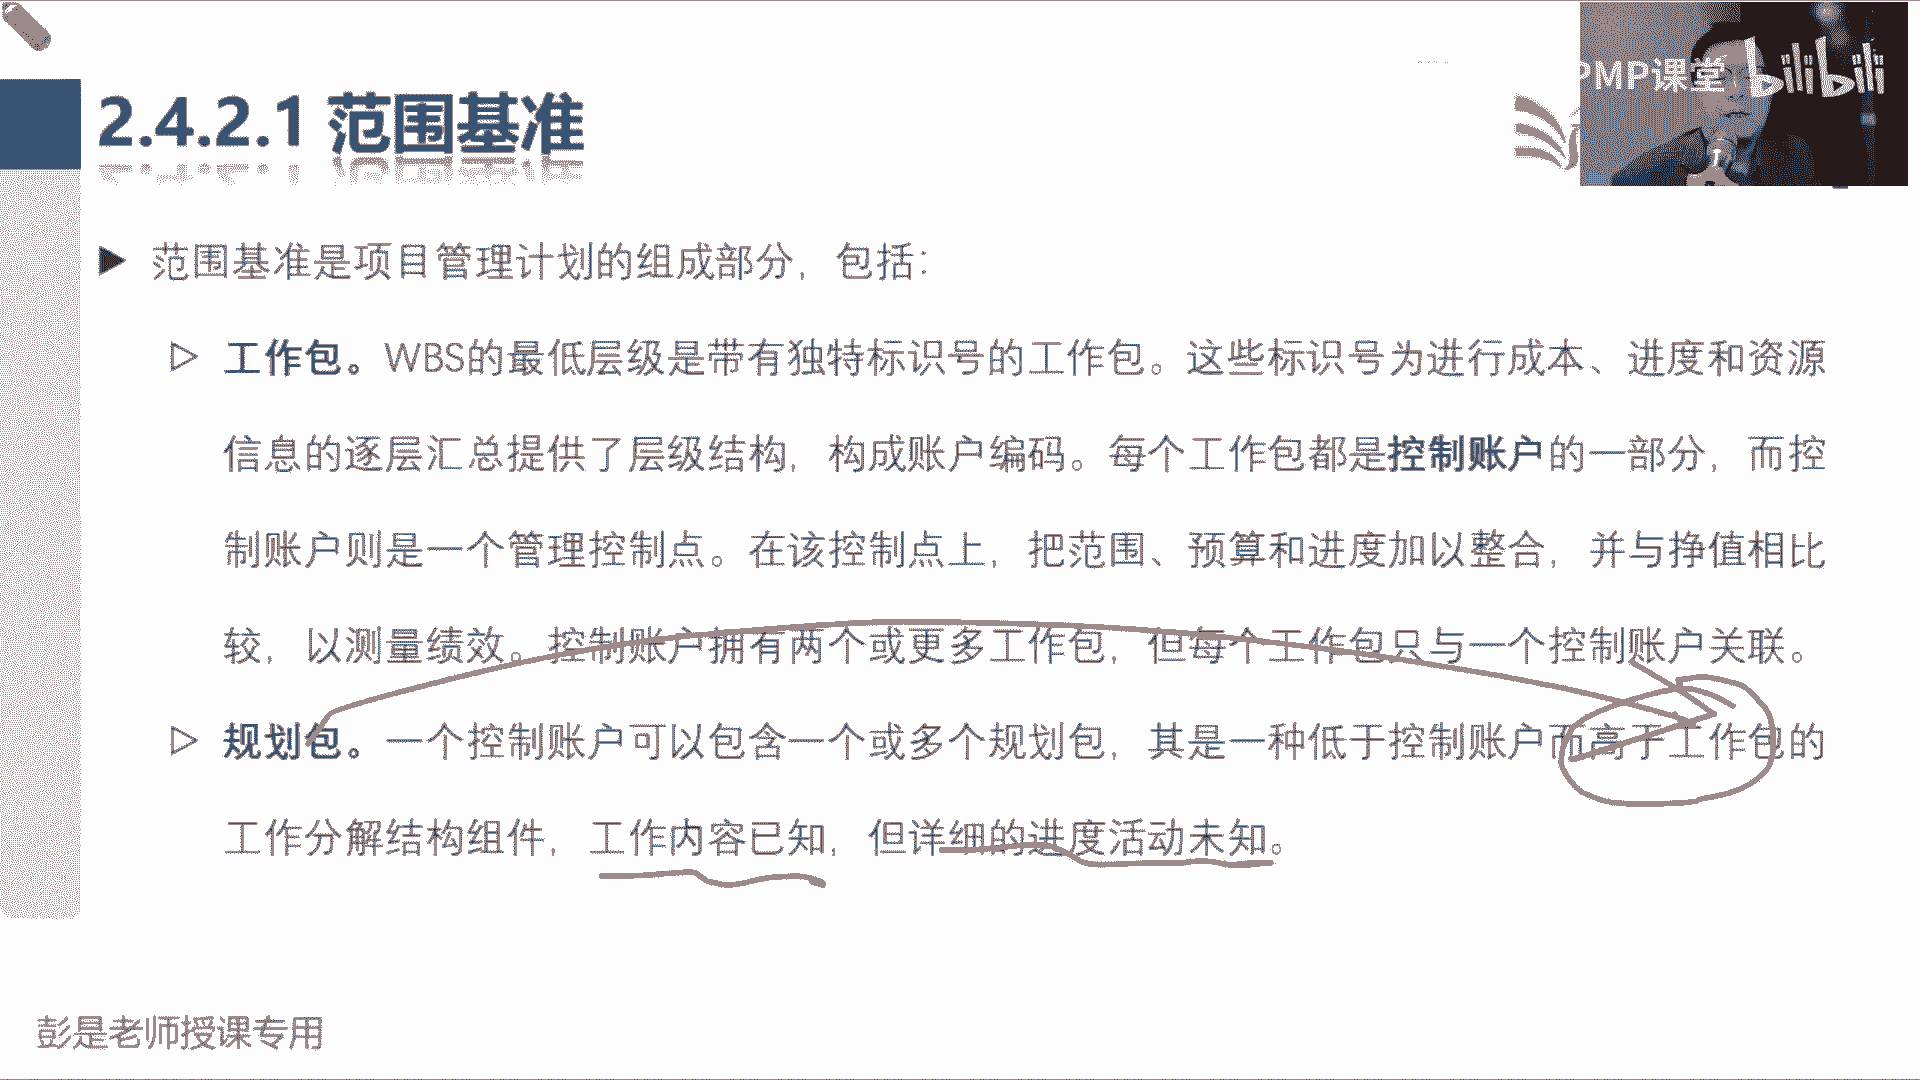 PMP课堂 bilibili
2.4.2.1 范围基准
范围基准是项目管理计划的组成部分，包括：
工作包。WBS的最低层级是带有独特标识号的工作包。这些标识号为进行成本、进度和资源
信息的逐层汇总提供了层级结构，构成账户编码。每个工作包都是控制账户的一部分，而控
制账户则是一个管理控制点。在该控制点上，把范围、预算和进度加以整合，并与挣值相比
较，以测量绩效。控制账户拥有两个或更多工作包，但每个工作包只与一个控制账户关联。
规划包。一个控制账户可以包含一个或多个规划包，其是一种低于控制账户而高于工作包的
工作分解结构组件，工作内容已知，但详细的进度活动未知。
彭是老师授课专用